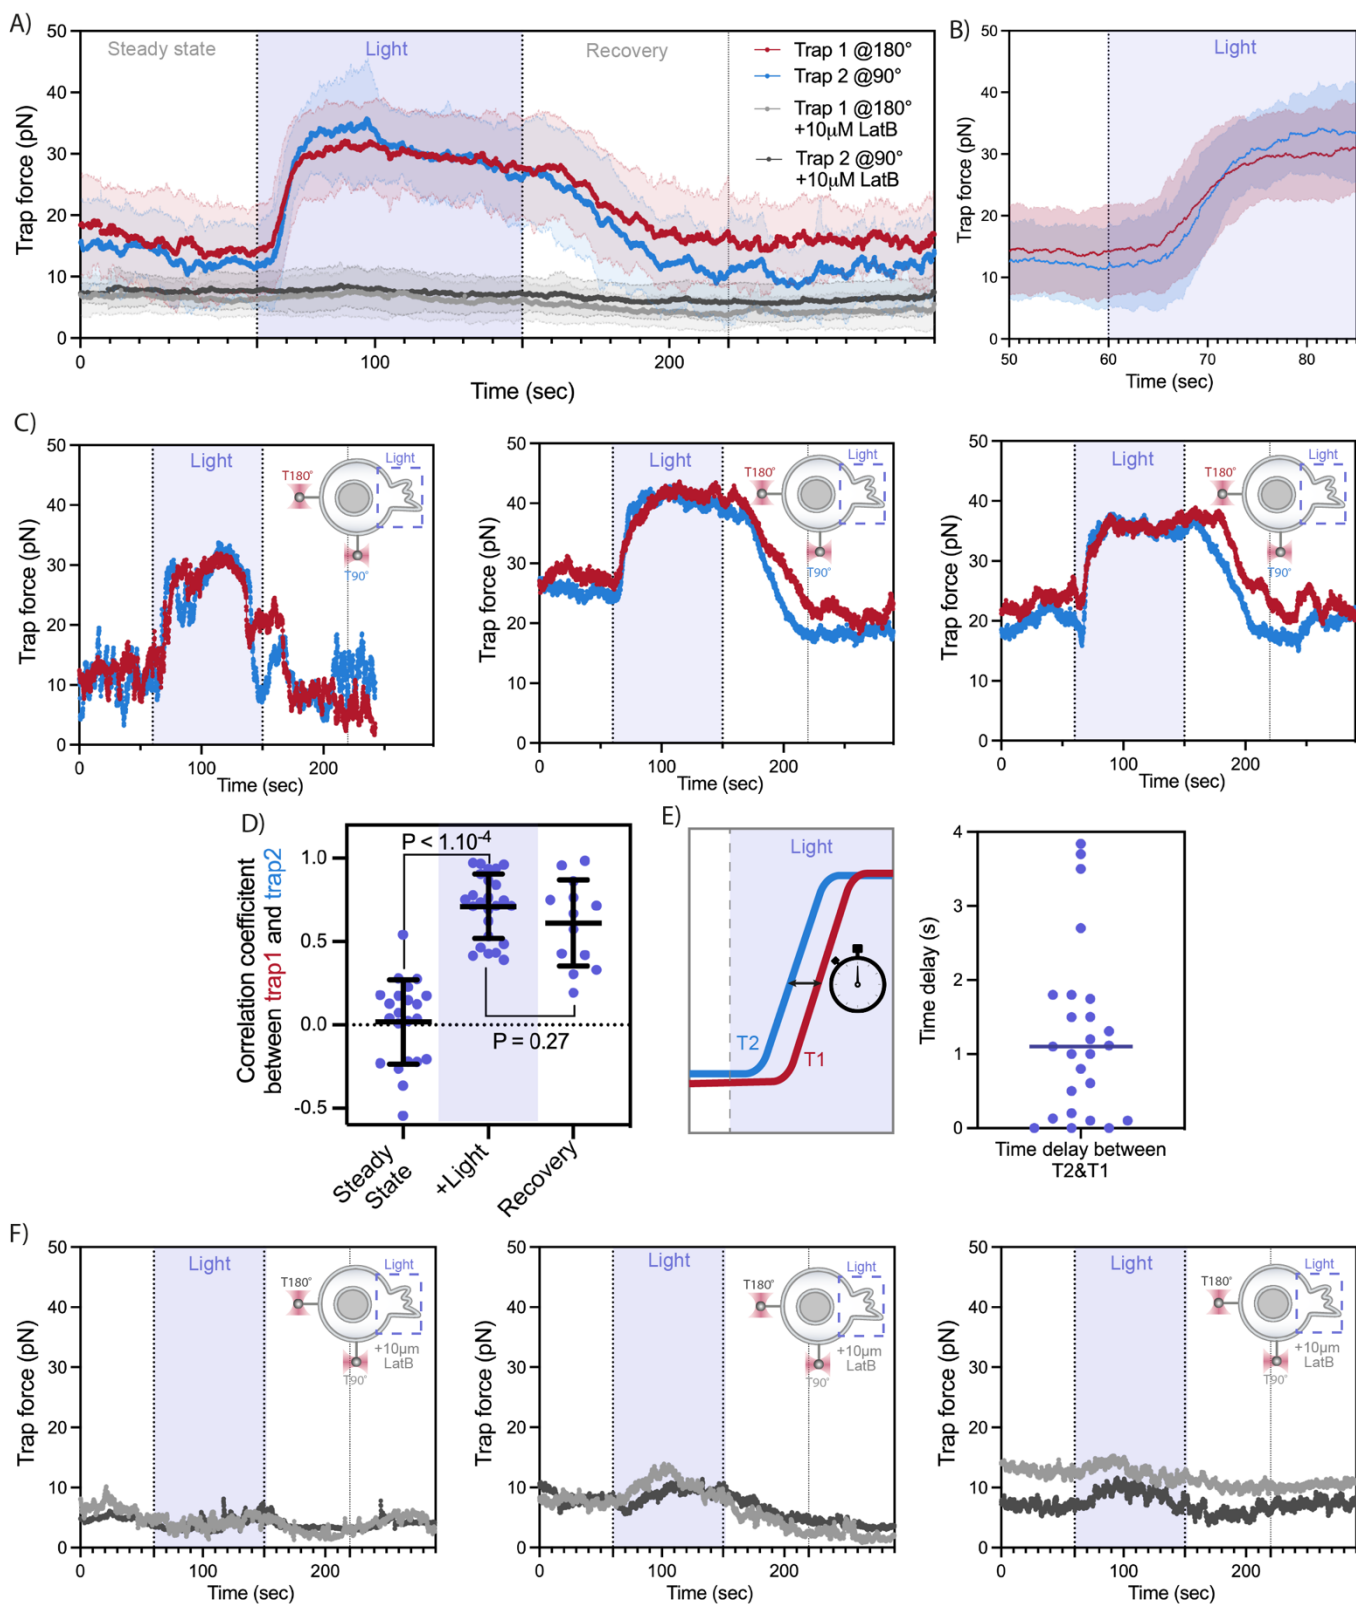 A)
50
40
30
20
10
0
Trap force (pN)
Steady state
Light
Recovery
Trap 1 @180°
Trap 2 @90°
Trap 1 @180°
+10μM LatB
Trap 2 @90°
+10μM LatB
0
100
200
Time (sec)
B)
50
40
30
20
10
0
Trap force (pN)
Light
50
60
70
80
Time (sec)
C)
50
40
30
20
10
0
Trap force (pN)
Light
T180°
Light
T90°
0
100
200
Time (sec)
50
40
30
20
10
0
Trap force (pN)
Light
T180°
Light
T90°
0
100
200
Time (sec)
50
40
30
20
10
0
Trap force (pN)
Light
T180°
Light
T90°
0
100
200
Time (sec)
D)
Correlation coeffificitent
between trap1 and trap2
1.0
0.5
0.0
-0.5
P < 1.10-4
P = 0.27
Steady
State
+Light
Recovery
E)
Light
T2
T1
4
3
2
1
0
Time delay (s)
Time delay between
T2&T1
F)
50
40
30
20
10
0
Trap force (pN)
Light
T180°
Light
+10μm
LatB
T90°
0
100
200
Time (sec)
50
40
30
20
10
0
Trap force (pN)
Light
T180°
Light
+10μm
LatB
T90°
0
100
200
Time (sec)
50
40
30
20
10
0
Trap force (pN)
Light
T180°
Light
+10μm
LatB
T90°
0
100
200
Time (sec)